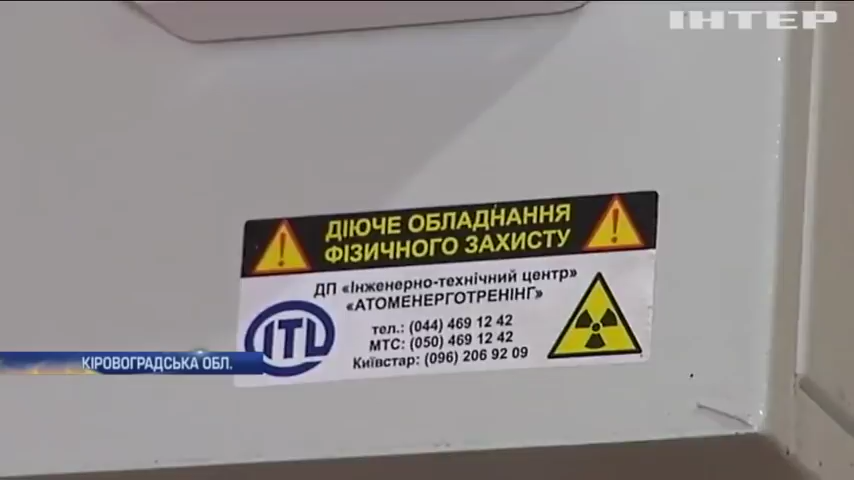 ІНТЕР
ДІЮЧЕ ОБЛАДНАННЯ
ФІЗИЧНОГО ЗАХИСТУ
ДП «Інженерно-технічний центр»
«АТОМЕНЕРГОТРЕНІНГ»
ITL
тел.: (044) 469 12 42
МТС: (050) 469 12 42
Київстар: (096) 206 92 09
КІРОВОГРАДСЬКА ОБЛ.